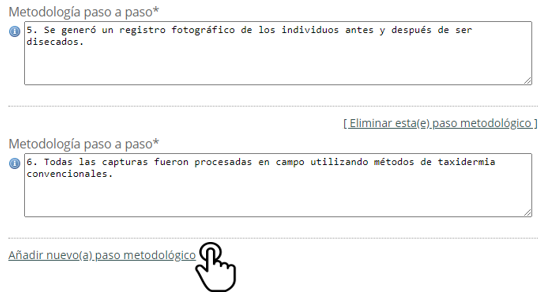 Metodología paso a paso*
5. Se generó un registro fotográfico de los individuos antes y después de ser
disecados.
[ Eliminar esta(e) paso metodológico ]
Metodología paso a paso*
6. Todas las capturas fueron procesadas en campo utilizando métodos de taxidermia
convencionales.
Añadir nuevo(a) paso metodológico